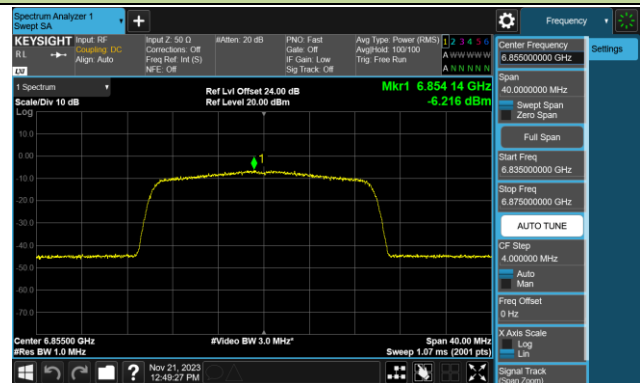 Spectrum Analyzer 1
Swept SA
+
Frequency
KEYSIGHT
Input: RF
Coupling: DC
Align: Auto
Input Z: 50 Ω
Corrections: Off
Freq Ref: Int (S)
NFE: Off
#Atten: 20 dB
PNO: Fast
Gate: Off
IF Gain: Low
Sig Track: Off
Avg Type: Power (RMS)
Avg|Hold: 100/100
Trig: Free Run
1 2 3 4 5 6
A W W W W W
A N N N N N
RL
LXI
Center Frequency
6.855000000 GHz
Settings
Span
40.0000000 MHz
Swept Span
Zero Span
Full Span
Start Freq
6.835000000 GHz
Stop Freq
6.875000000 GHz
AUTO TUNE
CF Step
4.000000 MHz
Auto
Man
Freq Offset
0 Hz
X Axis Scale
Log
Lin
Signal Track
(Span Zoom)
1 Spectrum
Scale/Div 10 dB
Log
Ref Lvl Offset 24.00 dB
Ref Level 20.00 dBm
Mkr1 6.854 14 GHz
-6.216 dBm
10.0
0.00
-10.0
-20.0
-30.0
-40.0
-50.0
-60.0
-70.0
1
Center 6.85500 GHz
#Res BW 1.0 MHz
#Video BW 3.0 MHz*
Span 40.00 MHz
Sweep 1.07 ms (2001 pts)
?
Nov 21, 2023
12:49:27 PM